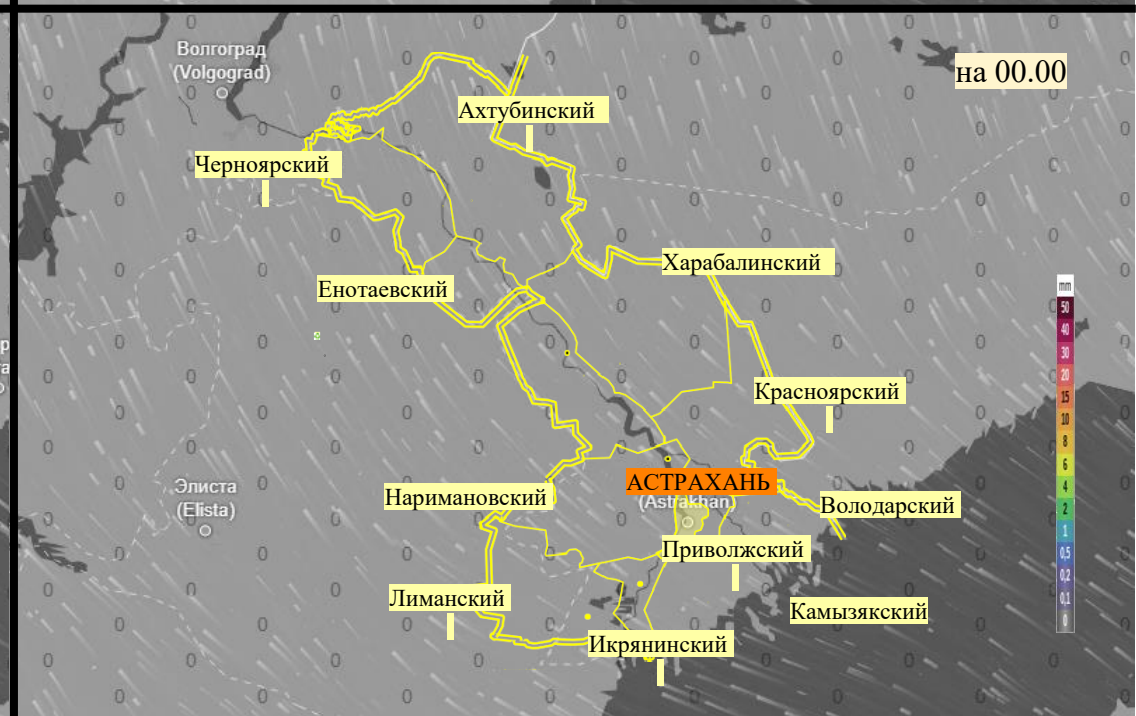 Волгоград
(Volgograd)
на 00.00
Ахтубинский
Черноярский
Харабалинский
Енотаевский
mm
50
40
30
20
15
10
8
6
4
2
1
0,5
0,2
0,1
0
Красноярский
АСТРАХАНЬ
(Astrakhan)
Элиста
(Elista)
Наримановский
Володарский
Приволжский
Лиманский
Камызякский
Икрянинский